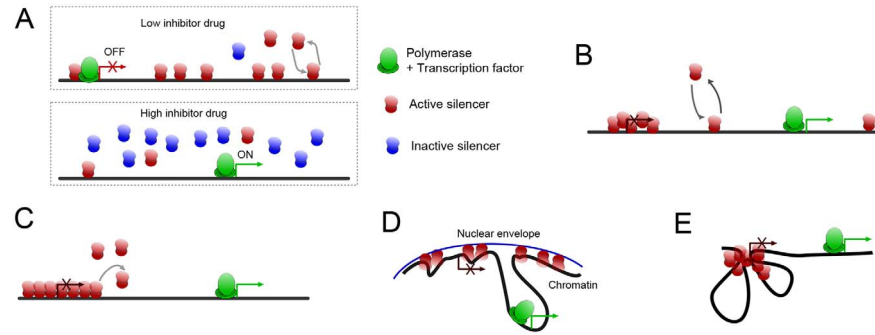 A
Low inhibitor drug
OFF
High inhibitor drug
ON
Polymerase
+ Transcription factor
Active silencer
Inactive silencer
B
C
D
Nuclear envelope
Chromatin
E